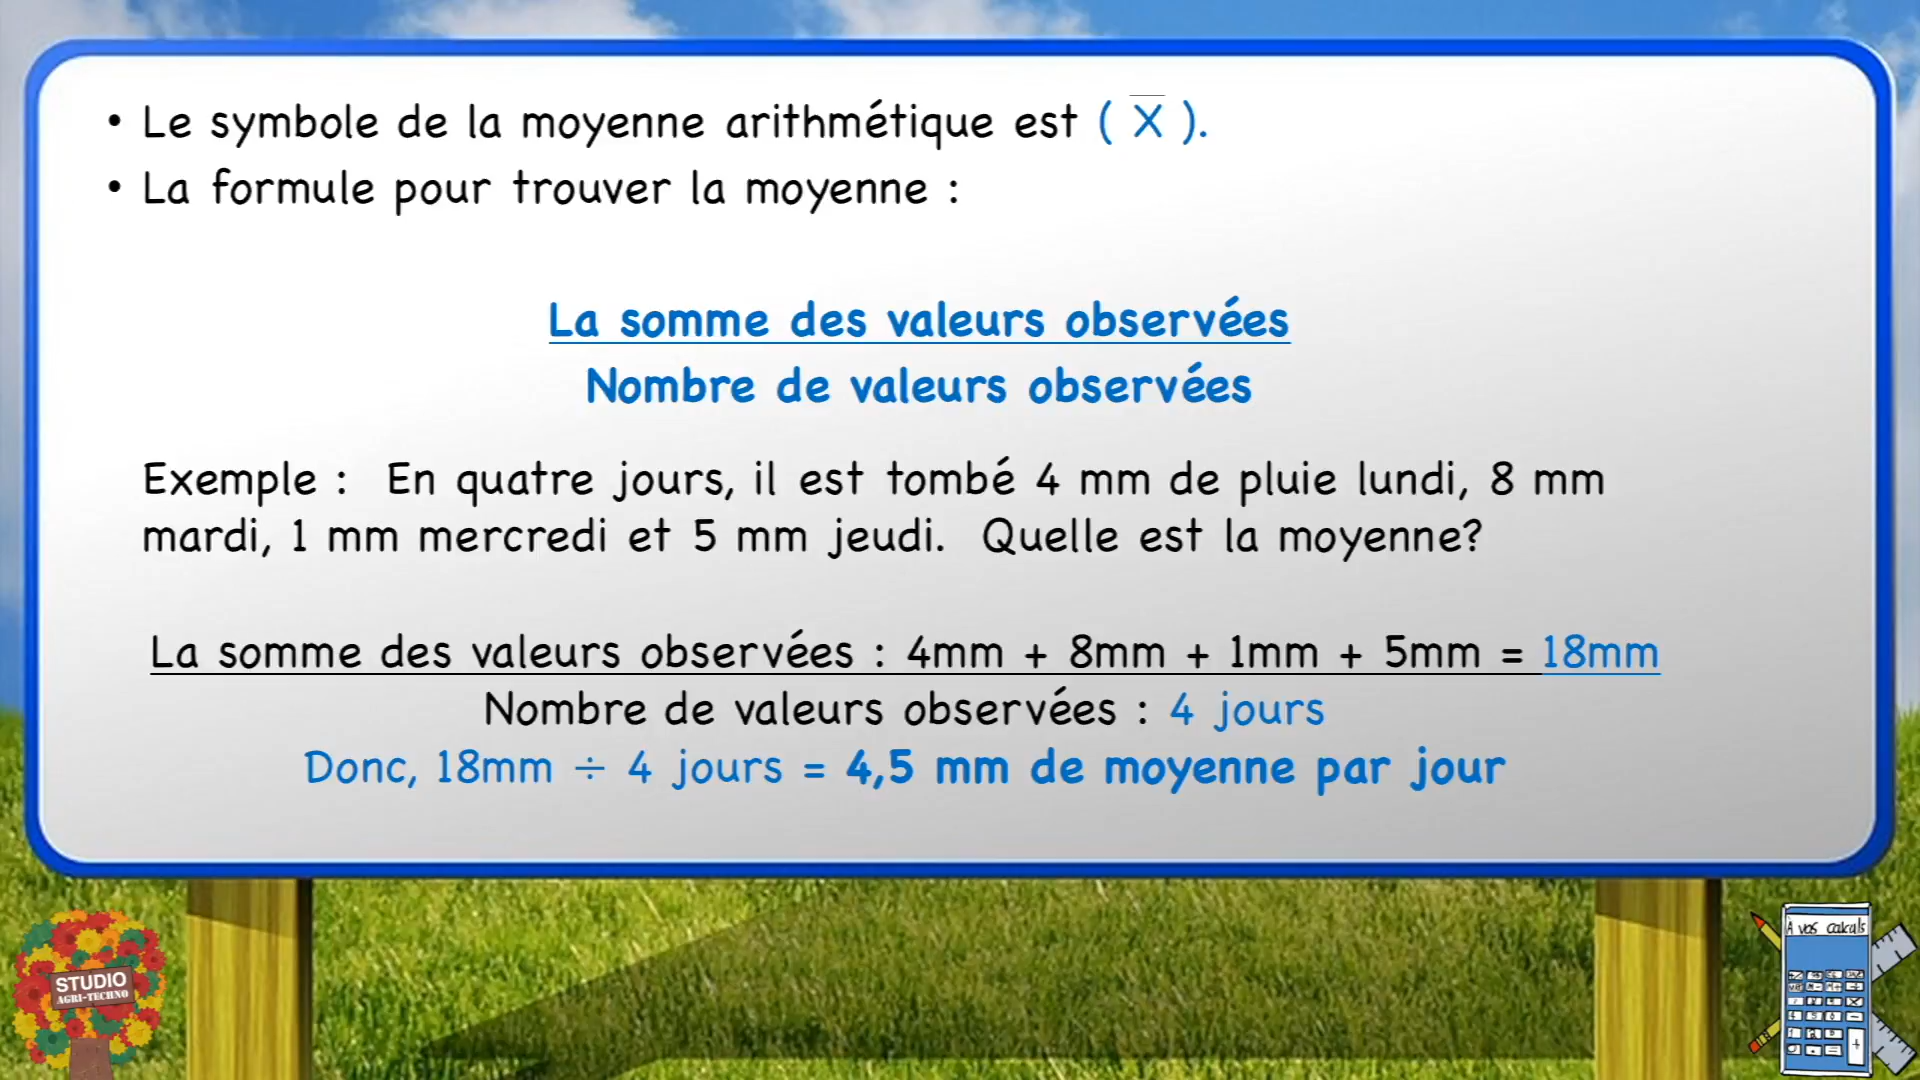 • Le symbole de la moyenne arithmétique est ( X̅ ).
• La formule pour trouver la moyenne :
La somme des valeurs observées
Nombre de valeurs observées
Exemple : En quatre jours, il est tombé 4 mm de pluie lundi, 8 mm
mardi, 1 mm mercredi et 5 mm jeudi. Quelle est la moyenne?
La somme des valeurs observées : 4mm + 8mm + 1mm + 5mm = 18mm
Nombre de valeurs observées : 4 jours
Donc, 18mm ÷ 4 jours = 4,5 mm de moyenne par jour
STUDIO
AGRI-TECHNO
À vos calculs